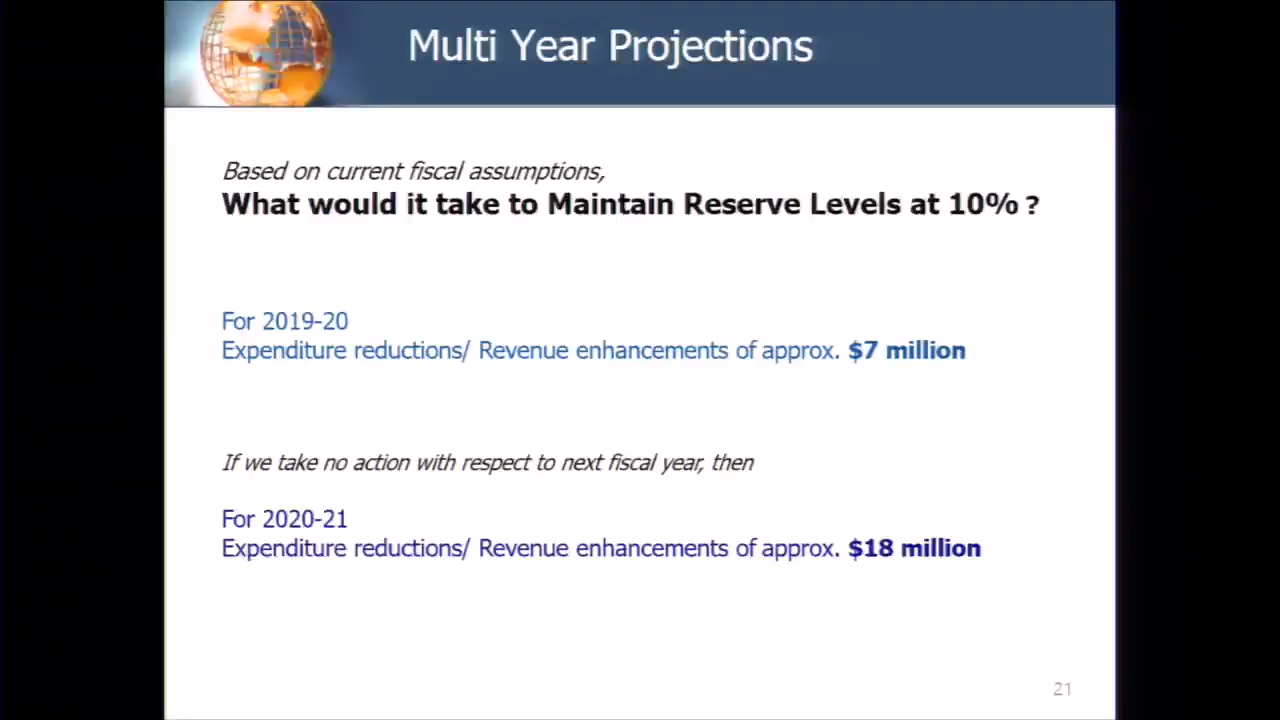 Multi Year Projections
Based on current fiscal assumptions,
What would it take to Maintain Reserve Levels at 10% ?
For 2019-20
Expenditure reductions/ Revenue enhancements of approx. $7 million
If we take no action with respect to next fiscal year, then
For 2020-21
Expenditure reductions/ Revenue enhancements of approx. $18 million
21